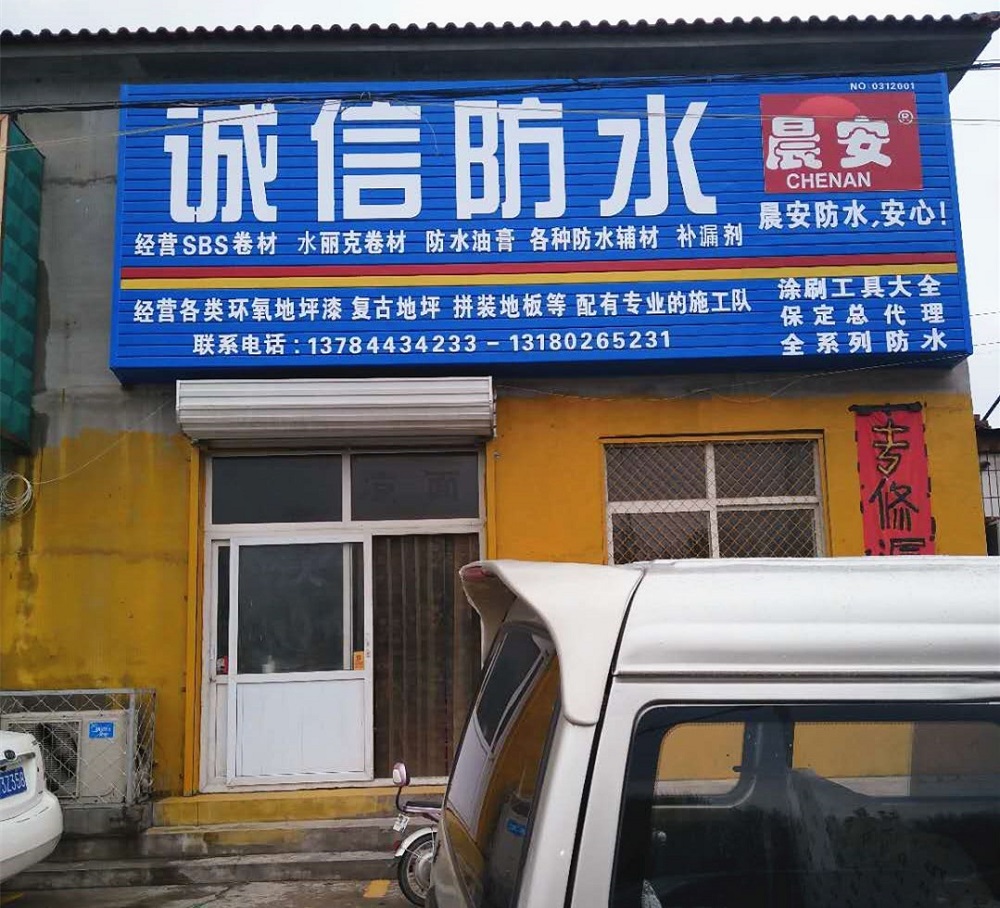 NO:0312001
诚信防水
晨安®
CHENAN
晨安防水,安心!
经营SBS卷材 水丽克卷材 防水油膏 各种防水辅材 补漏剂
经营各类环氧地坪漆 复古地坪 拼装地板等 配有专业的施工队
联系电话:13784434233-13180265231
涂刷工具大全
保定总代理
全系列防水
专修漏